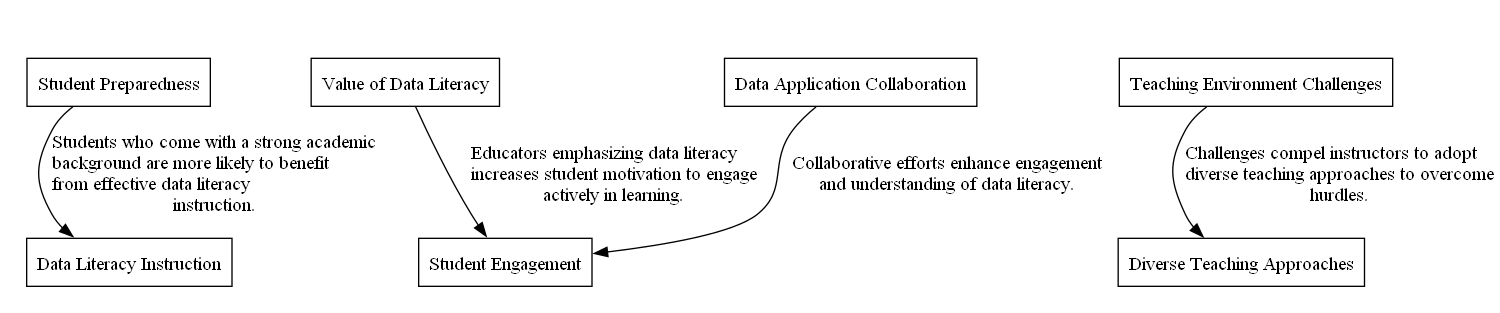 Student Preparedness
Value of Data Literacy
Data Application Collaboration
Teaching Environment Challenges
Students who come with a strong academic
background are more likely to benefit
from effective data literacy
instruction.
Educators emphasizing data literacy
increases student motivation to engage
actively in learning.
Collaborative efforts enhance engagement
and understanding of data literacy.
Challenges compel instructors to adopt
diverse teaching approaches to overcome
hurdles.
Data Literacy Instruction
Student Engagement
Diverse Teaching Approaches